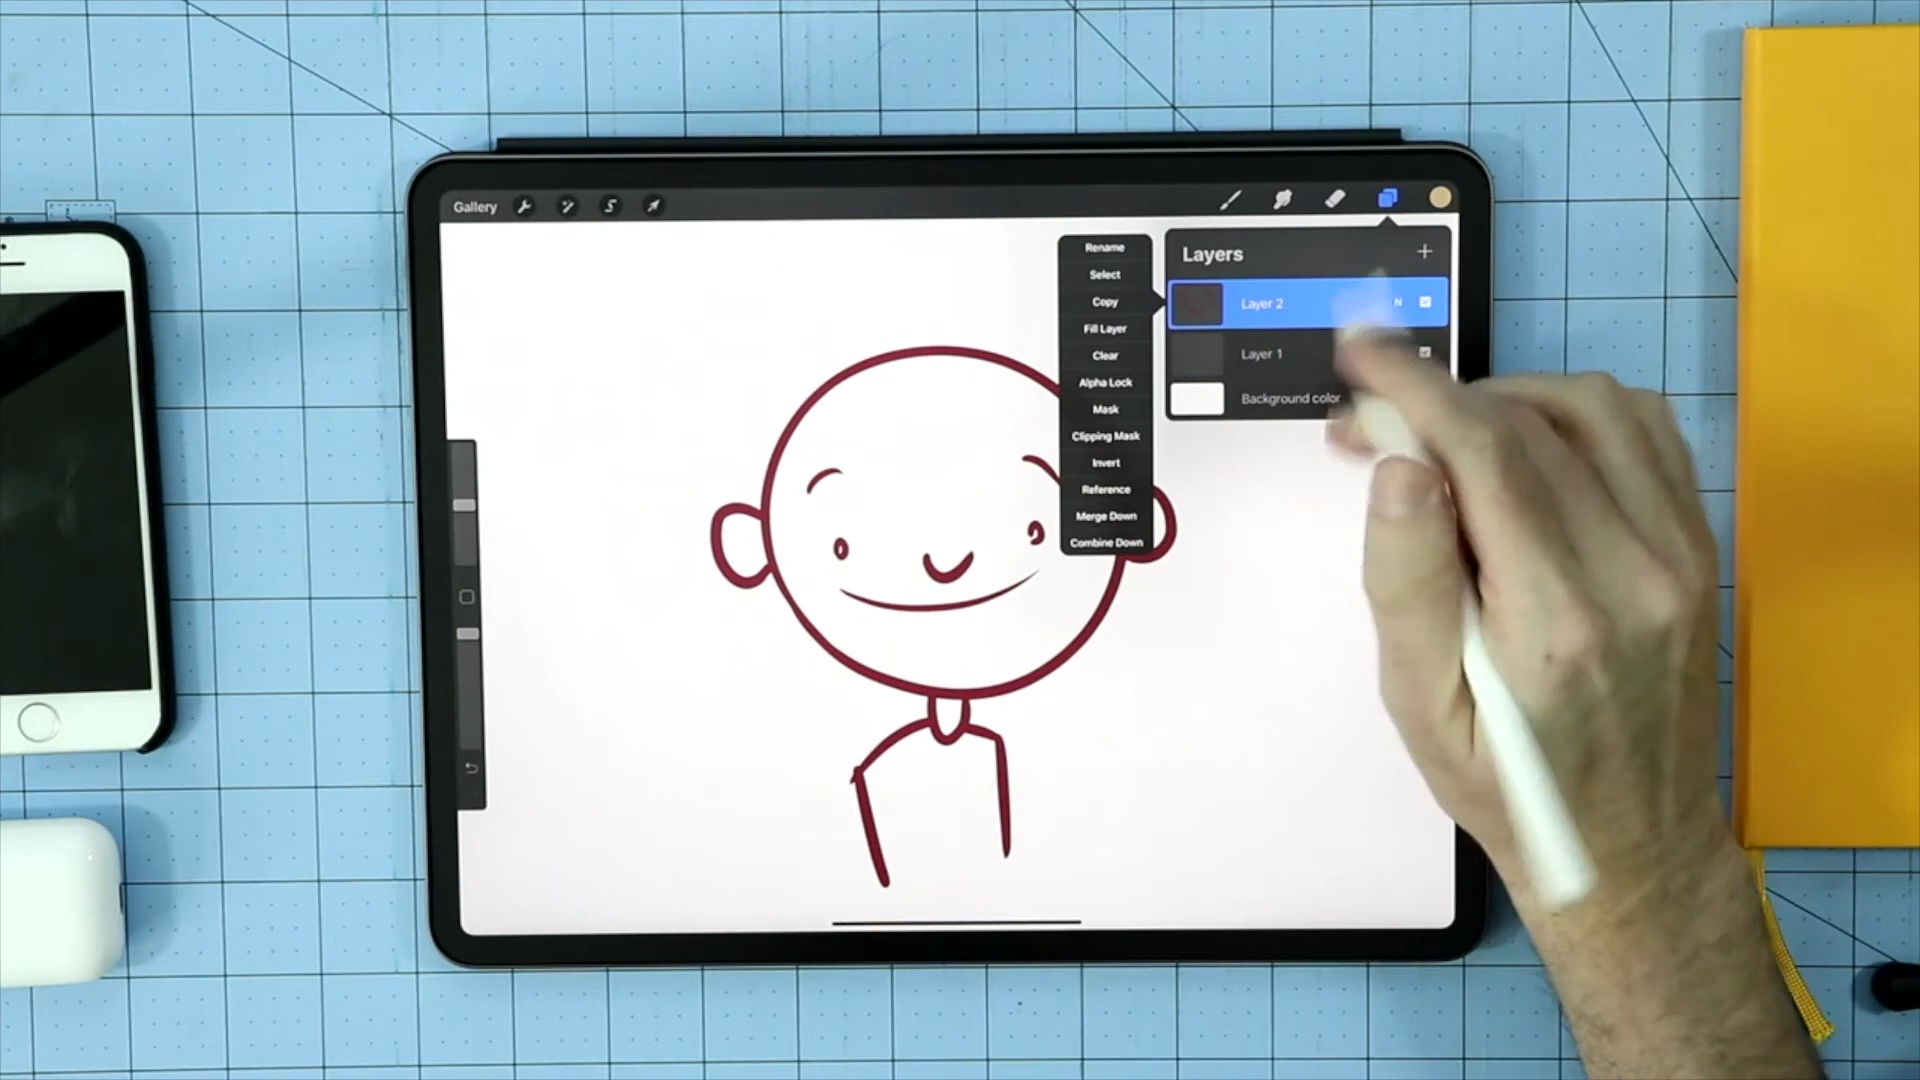 Gallery
Layers
Layer 2
N
Layer 1
Background color
Rename
Select
Copy
Fill Layer
Clear
Alpha Lock
Mask
Clipping Mask
Invert
Reference
Merge Down
Combine Down